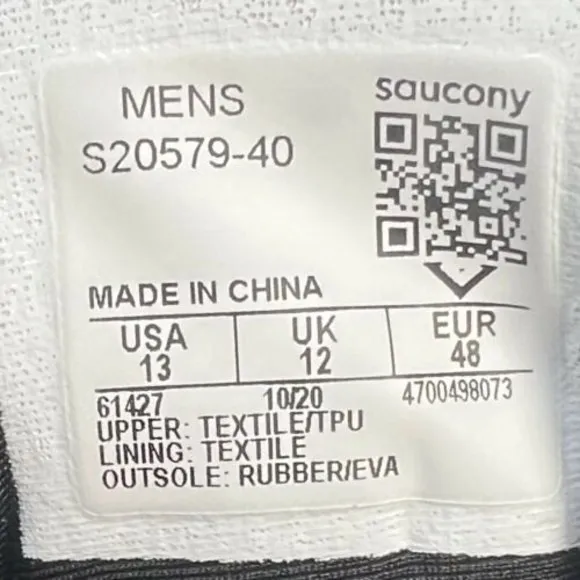 MENS
S20579-40
saucony
MADE IN CHINA
USA UK EUR
13 12 48
61427 10/20 4700498073
UPPER: TEXTILE/TPU
LINING: TEXTILE
OUTSOLE: RUBBER/EVA